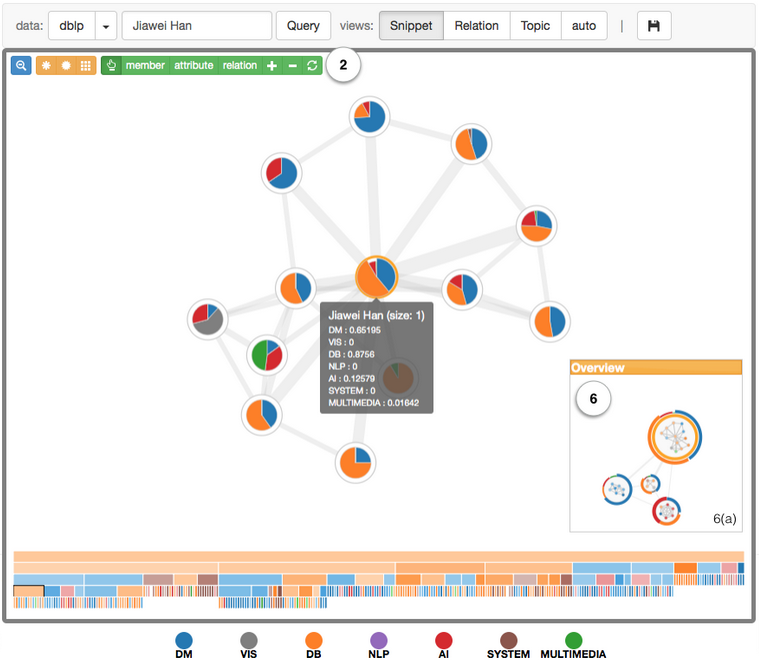 data: dblp Jiawei Han Query views: Snippet Relation Topic auto |
member attribute relation 2
Jiawei Han (size: 1)
DM : 0.65195
VIS : 0
DB : 0.8756
NLP : 0
AI : 0.12579
SYSTEM : 0
MULTIMEDIA : 0.01642
Overview
6
6(a)
DM VIS DB NLP AI SYSTEM MULTIMEDIA